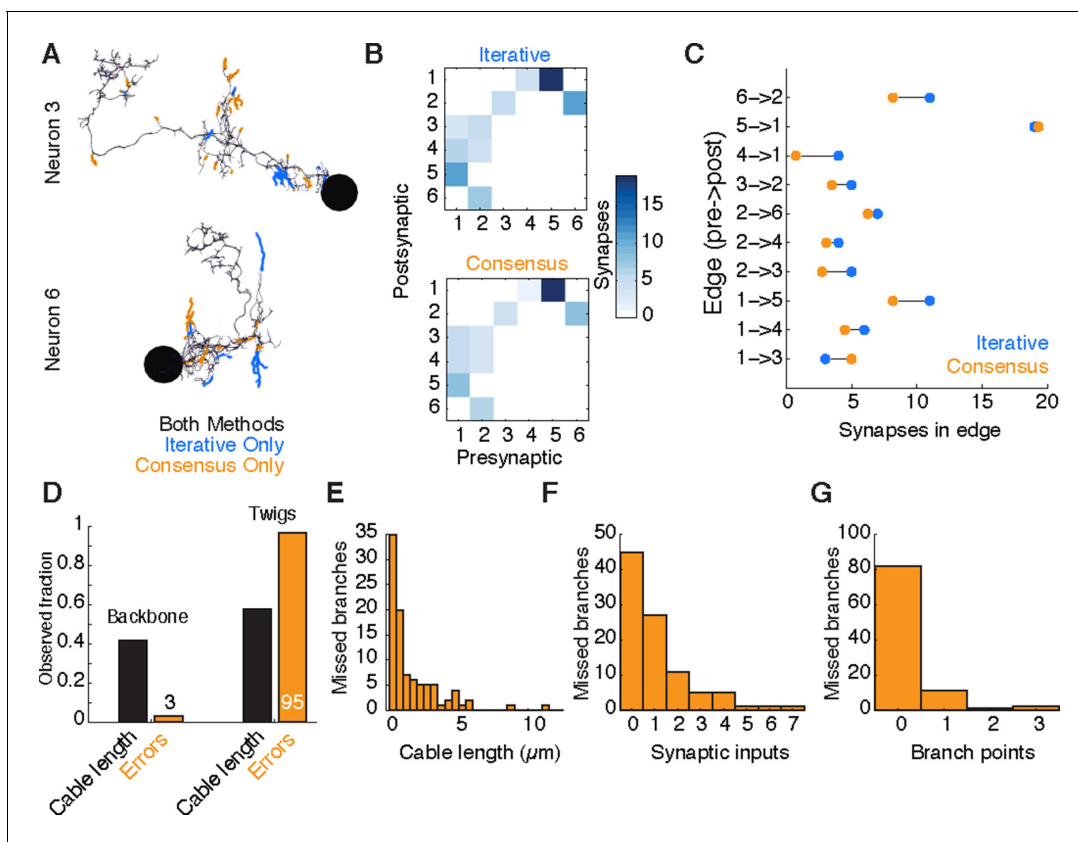 A
Neuron 3
Neuron 6
Both Methods
Iterative Only
Consensus Only
B
Iterative
1
2
3
4
5
6
1 2 3 4 5 6
Postsynaptic
Consensus
1
2
3
4
5
6
1 2 3 4 5 6
Presynaptic
Synapses
15
10
5
0
C
Edge (pre->post)
6->2
5->1
4->1
3->2
2->6
2->4
2->3
1->5
1->4
1->3
Iterative
Consensus
0 5 10 15 20
Synapses in edge
D
Observed fraction
1
0.8
0.6
0.4
0.2
0
Backbone
Twigs
3
95
Cable length
Errors
Cable length
Errors
E
Missed branches
35
30
25
20
15
10
5
0
0 5 10
Cable length (µm)
F
Missed branches
50
40
30
20
10
0
0 1 2 3 4 5 6 7
Synaptic inputs
G
Missed branches
100
80
60
40
20
0
0 1 2 3
Branch points